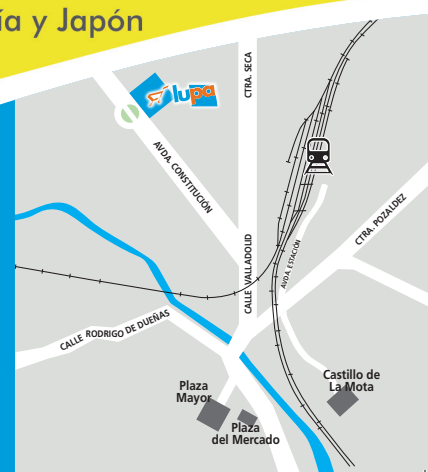 ía y Japón
lupa
CTRA. SECA
AVDA. CONSTITUCIÓN
CTRA. POZALDEZ
AVDA. ESTACIÓN
CALLE VALLADOLID
CALLE RODRIGO DE DUEÑAS
Castillo de
La Mota
Plaza
Mayor
Plaza
del Mercado